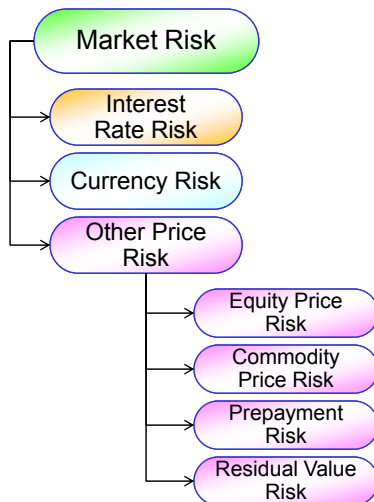 Market Risk
Interest
Rate Risk
Currency Risk
Other Price
Risk
Equity Price
Risk
Commodity
Price Risk
Prepayment
Risk
Residual Value
Risk